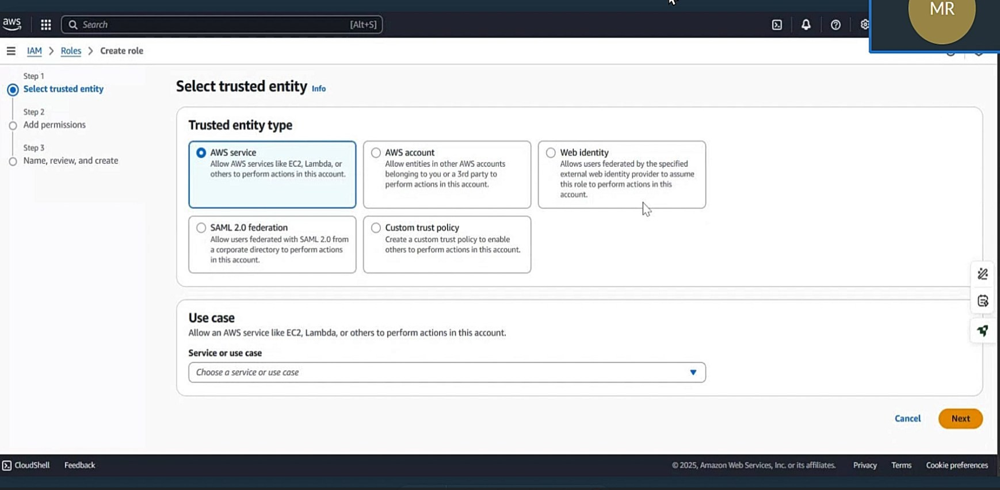 MR
aws
Search
[Alt+S]
IAM > Roles > Create role
Step 1
Select trusted entity
Step 2
Add permissions
Step 3
Name, review, and create
Select trusted entity Info
Trusted entity type
AWS service
Allow AWS services like EC2, Lambda, or
others to perform actions in this account.
AWS account
Allow entities in other AWS accounts
belonging to you or a 3rd party to
perform actions in this account.
Web identity
Allows users federated by the specified
external web identity provider to assume
this role to perform actions in this
account.
SAML 2.0 federation
Allow users federated with SAML 2.0 from
a corporate directory to perform actions
in this account.
Custom trust policy
Create a custom trust policy to enable
others to perform actions in this account.
Use case
Allow an AWS service like EC2, Lambda, or others to perform actions in this account.
Service or use case
Choose a service or use case
Cancel
Next
CloudShell
Feedback
© 2025, Amazon Web Services, Inc. or its affiliates.
Privacy
Terms
Cookie preferences